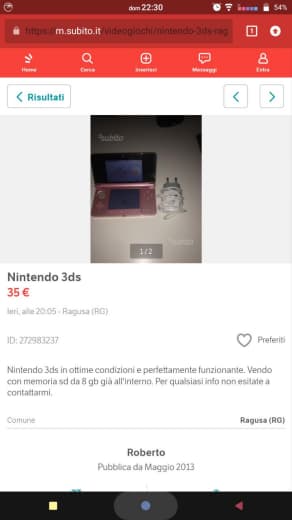 dom 22:30
54%
https://m.subito.it/videogiochi/nintendo-3ds-rag
1
Home
Cerca
Inserisci
Messaggi
Extra
Risultati
subito
1 / 2
Nintendo 3ds
35 €
Ieri, alle 20:05 - Ragusa (RG)
ID: 272983237
Preferiti
Nintendo 3ds in ottime condizioni e perfettamente funzionante. Vendo
con memoria sd da 8 gb già all'interno. Per qualsiasi info non esitate a
contattarmi.
Comune
Ragusa (RG)
Roberto
Pubblica da Maggio 2013